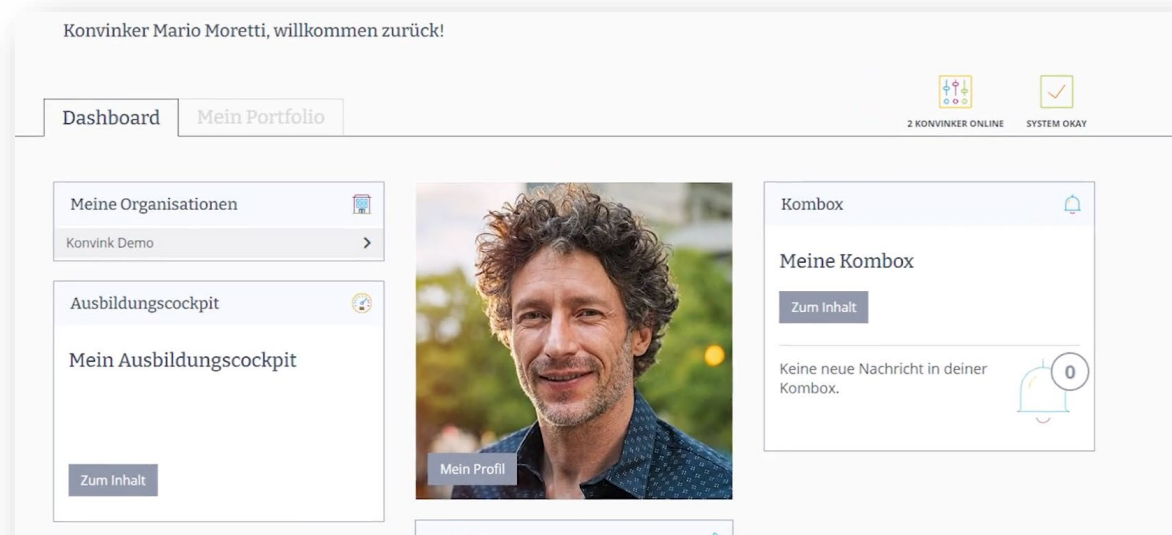 Konvinker Mario Moretti, willkommen zurück!
Dashboard
Mein Portfolio
2 KONVINKER ONLINE
SYSTEM OKAY
Meine Organisationen
Konvink Demo
Ausbildungscockpit
Mein Ausbildungscockpit
Zum Inhalt
Mein Profil
Kombox
Meine Kombox
Zum Inhalt
Keine neue Nachricht in deiner
Kombox.
0